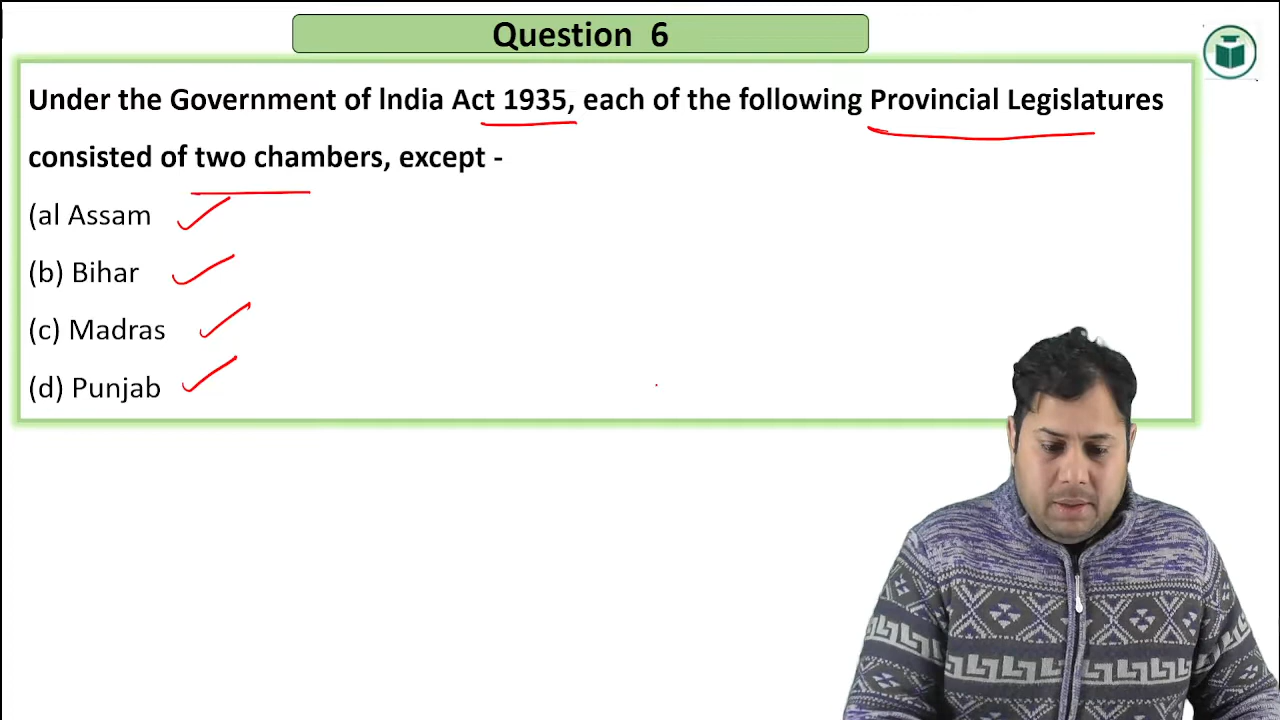 Question 6
Under the Government of lndia Act 1935, each of the following Provincial Legislatures
consisted of two chambers, except -
(al Assam
(b) Bihar
(c) Madras
(d) Punjab